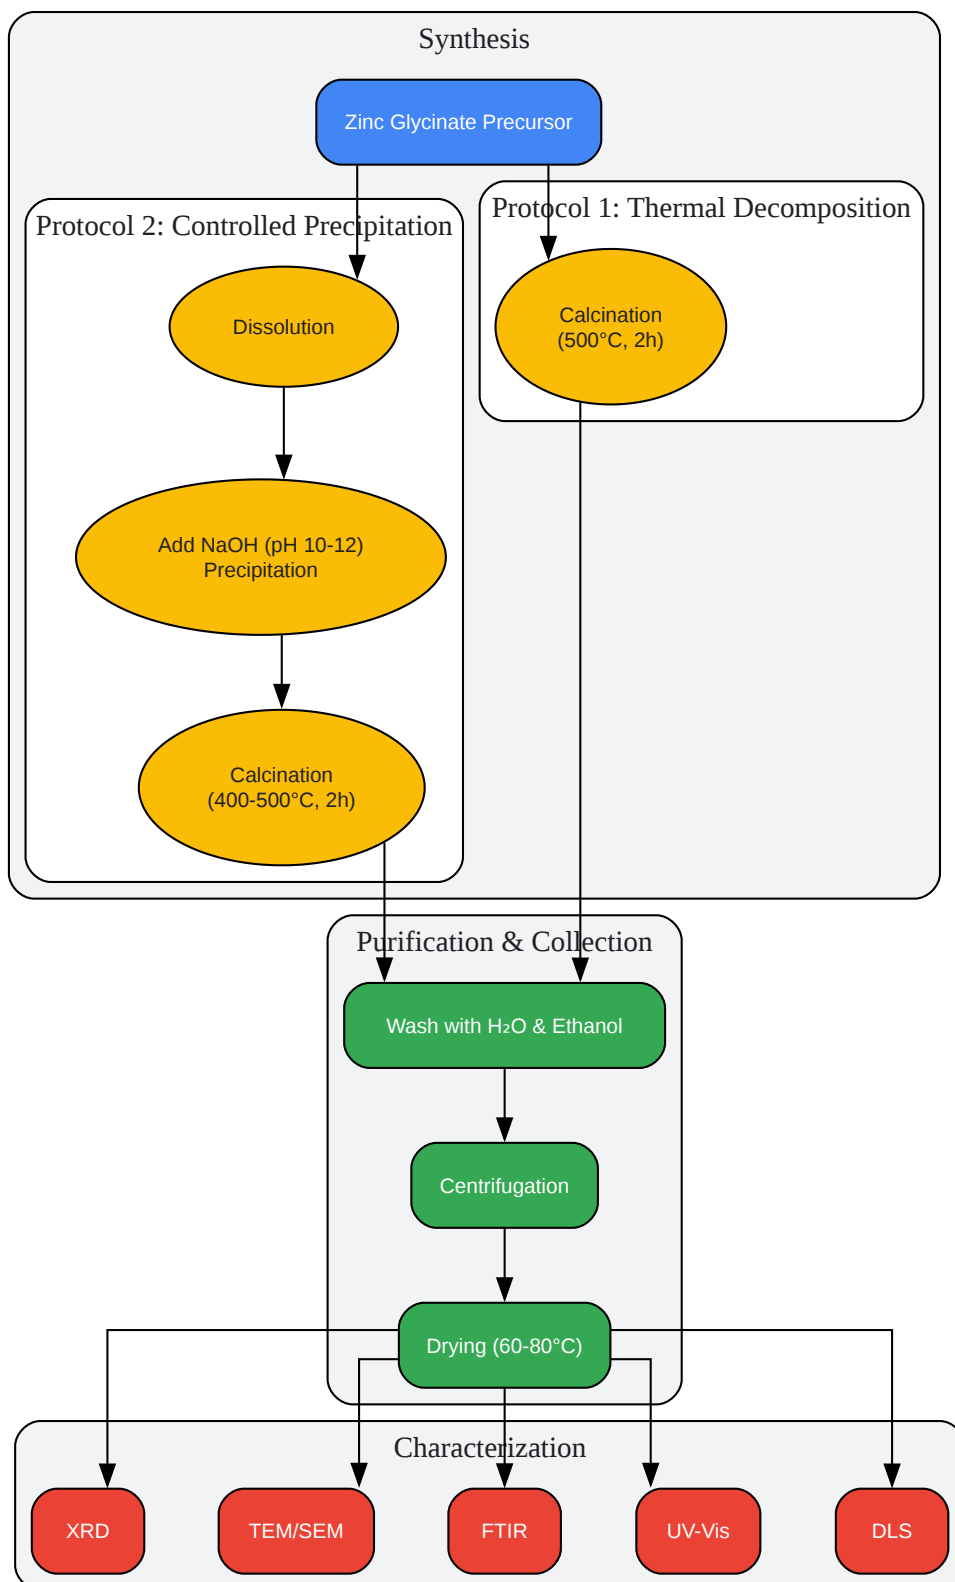 Synthesis
Zinc Glycinate Precursor
Protocol 2: Controlled Precipitation
Protocol 1: Thermal Decomposition
Dissolution
Calcination
(500°C, 2h)
Add NaOH (pH 10-12)
Precipitation
Calcination
(400-500°C, 2h)
Purification & Collection
Wash with H₂O & Ethanol
Centrifugation
Drying (60-80°C)
Characterization
XRD
TEM/SEM
FTIR
UV-Vis
DLS